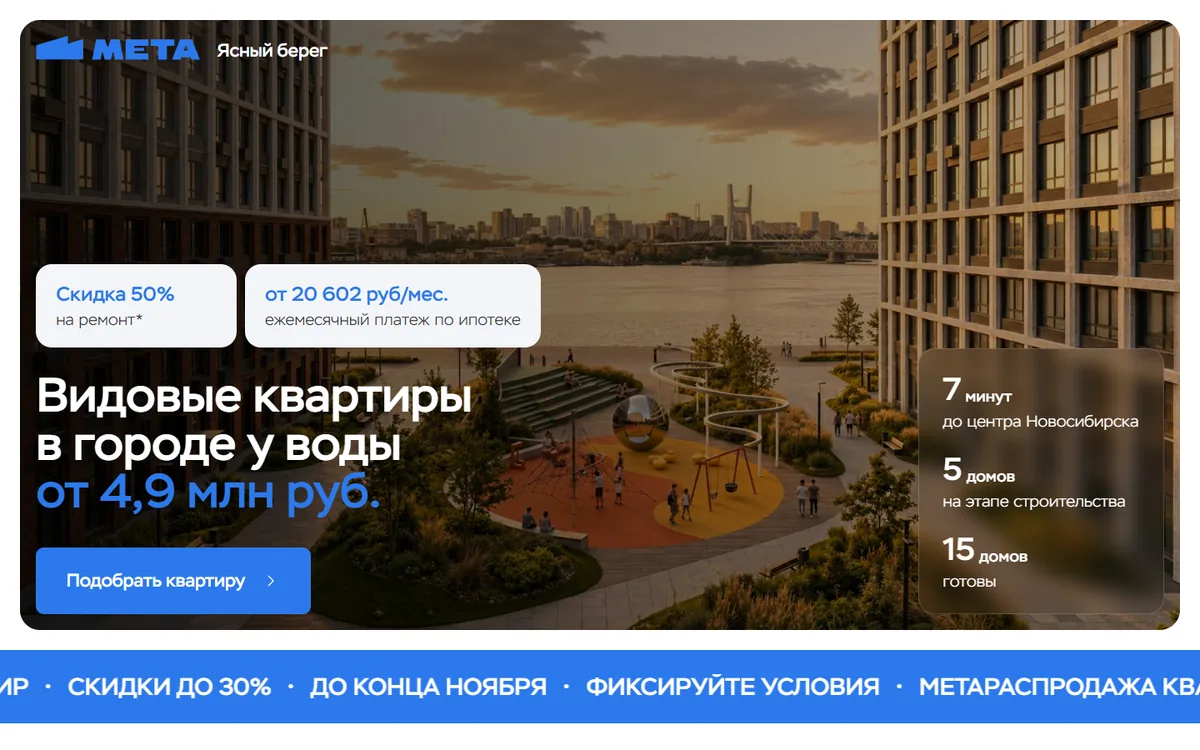 МЕТА Ясный берег
Скидка 50%
на ремонт*
от 20 602 руб/мес.
ежемесячный платеж по ипотеке
Видовые квартиры
в городе у воды
от 4,9 млн руб.
Подобрать квартиру
7 минут
до центра Новосибирска
5 домов
на этапе строительства
15 домов
готовы
· СКИДКИ ДО 30% · ДО КОНЦА НОЯБРЯ · ФИКСИРУЙТЕ УСЛОВИЯ · МЕТАРАСПРОДАЖА